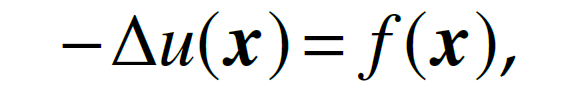 −Δu(x) = f(x),